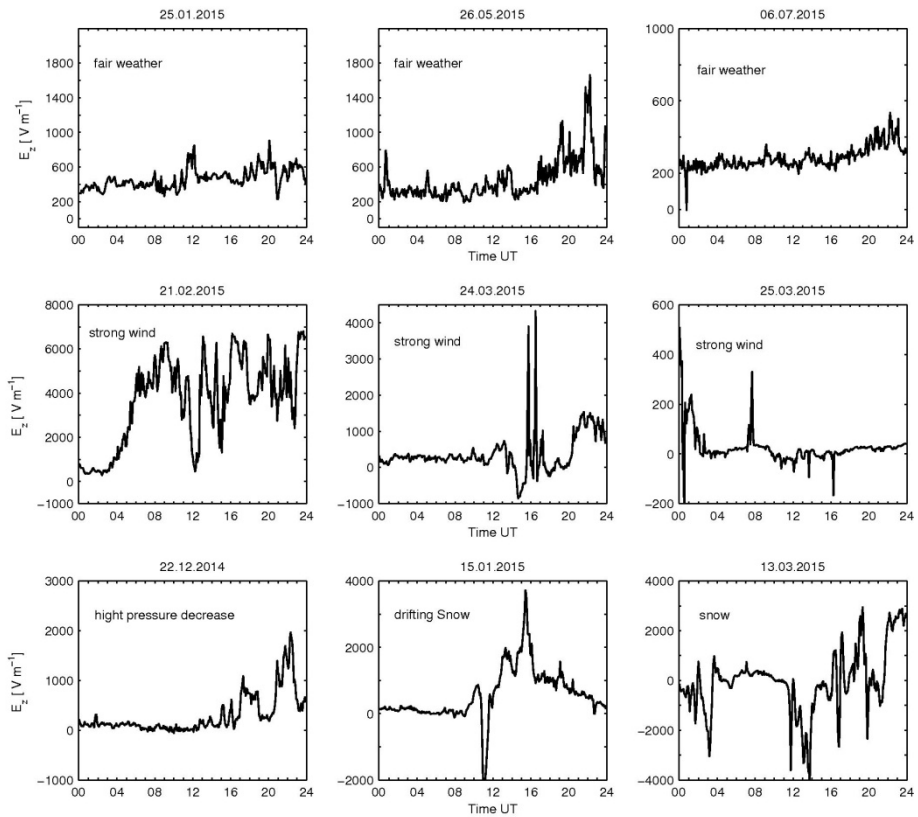 25.01.2015
26.05.2015
06.07.2015
E_z [ V m⁻¹ ]
1800
1400
1000
600
200
0
fair weather
00 04 08 12 16 20 24
1800
1400
1000
600
200
0
fair weather
00 04 08 12 16 20 24
Time UT
1000
600
200
0
fair weather
00 04 08 12 16 20 24
21.02.2015
24.03.2015
25.03.2015
E_z [ V m⁻¹ ]
8000
6000
4000
2000
0
−1000
strong wind
00 04 08 12 16 20 24
4000
3000
2000
1000
0
−1000
strong wind
00 04 08 12 16 20 24
Time UT
600
400
200
0
−200
strong wind
00 04 08 12 16 20 24
22.12.2014
15.01.2015
13.03.2015
E_z [ V m⁻¹ ]
3000
2000
1000
0
−1000
hight pressure decrease
00 04 08 12 16 20 24
4000
2000
0
−2000
drifting Snow
00 04 08 12 16 20 24
Time UT
4000
2000
0
−2000
−4000
snow
00 04 08 12 16 20 24